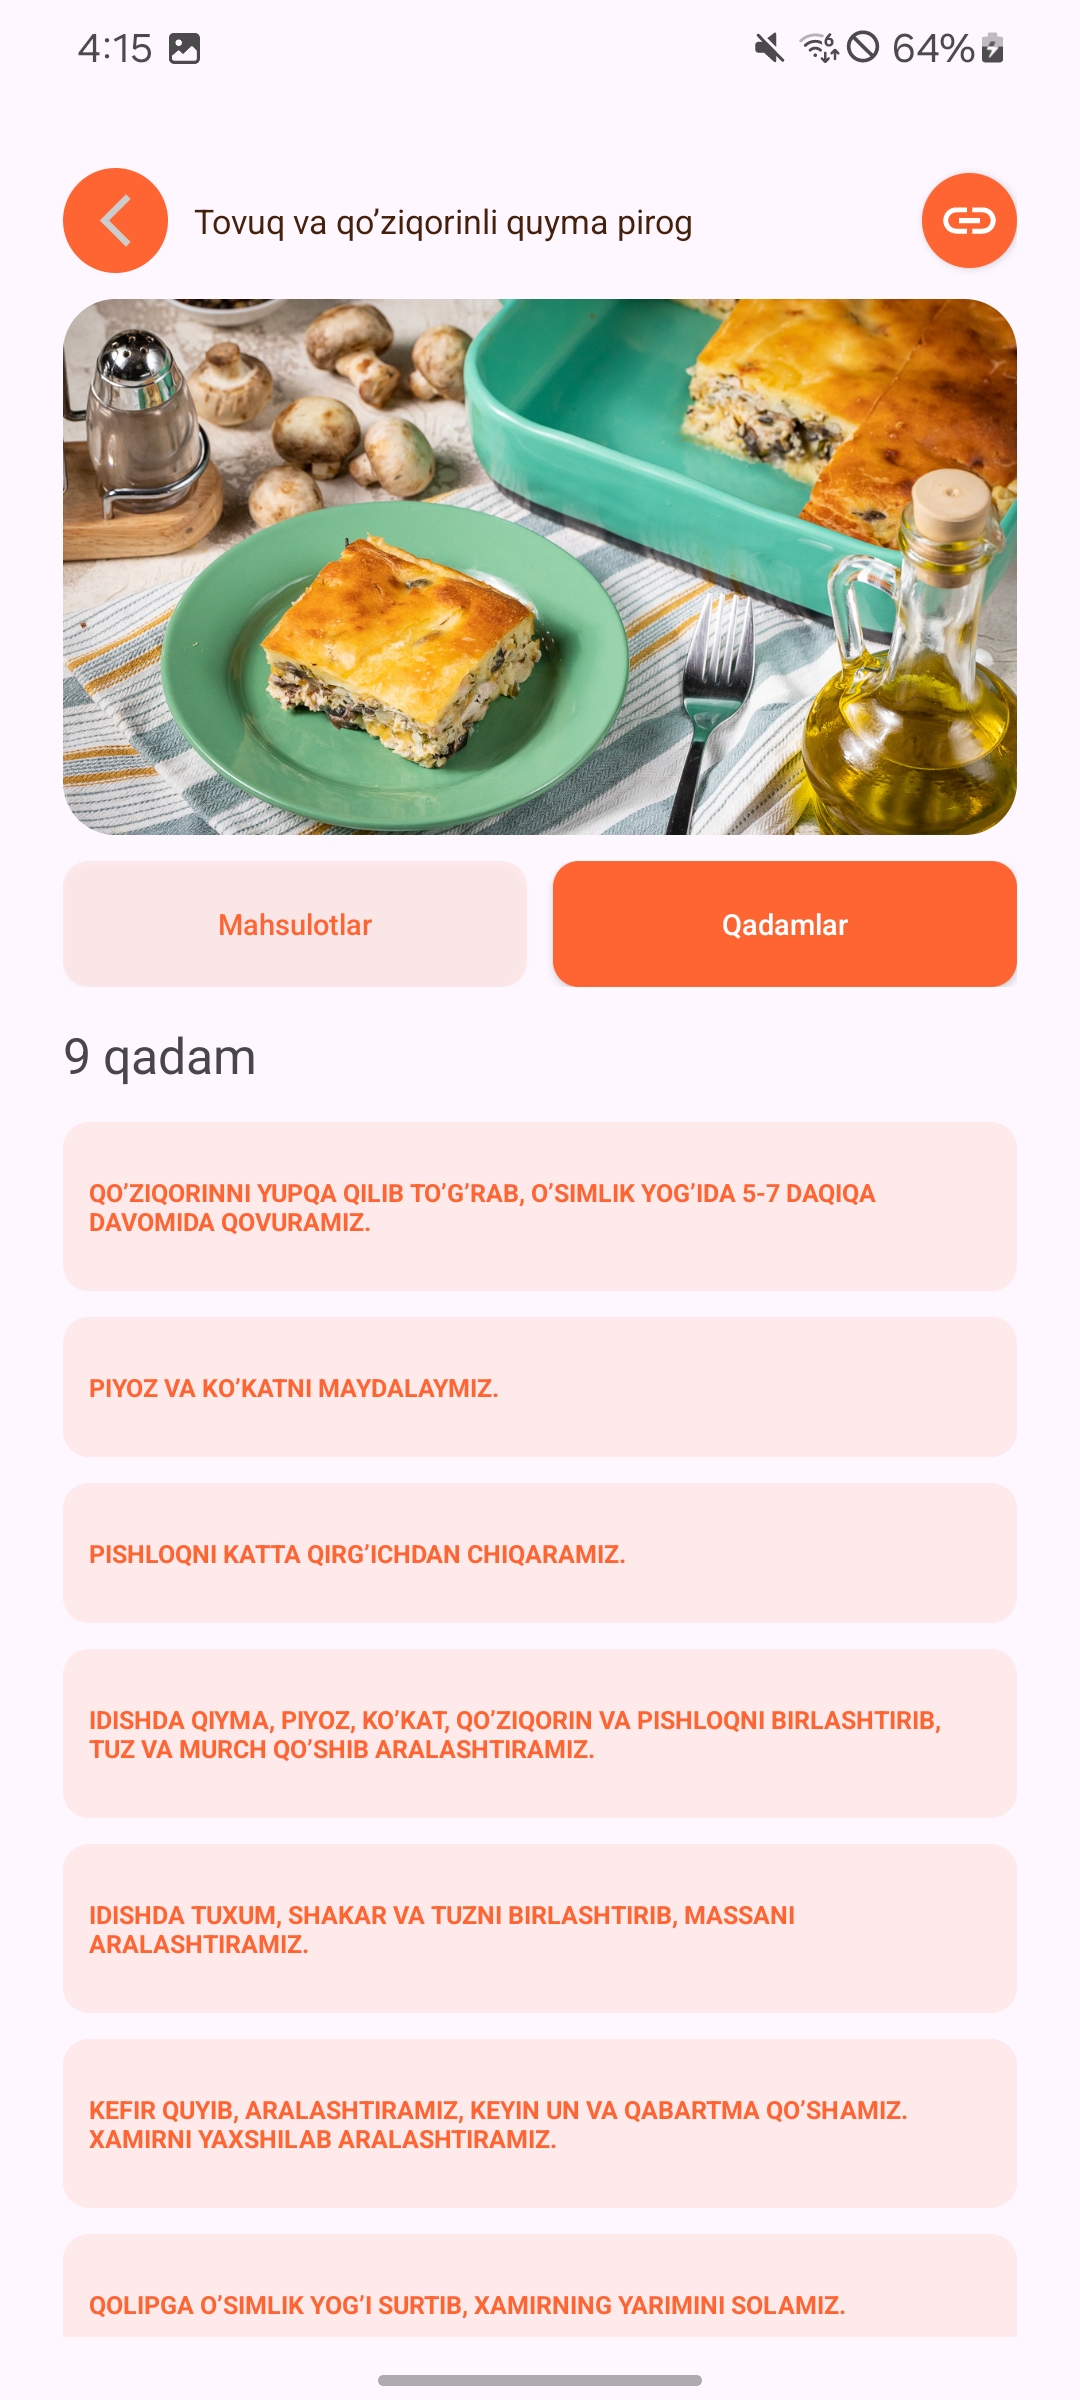 4:15
64%
Tovuq va qo’ziqorinli quyma pirog
Mahsulotlar
Qadamlar
9 qadam
QO’ZIQORINNI YUPQA QILIB TO’G’RAB, O’SIMLIK YOG’IDA 5-7 DAQIQA
DAVOMIDA QOVURAMIZ.
PIYOZ VA KO’KATNI MAYDALAYMIZ.
PISHLOQNI KATTA QIRG’ICHDAN CHIQARAMIZ.
IDISHDA QIYMA, PIYOZ, KO’KAT, QO’ZIQORIN VA PISHLOQNI BIRLASHTIRIB,
TUZ VA MURCH QO’SHIB ARALASHTIRAMIZ.
IDISHDA TUXUM, SHAKAR VA TUZNI BIRLASHTIRIB, MASSANI
ARALASHTIRAMIZ.
KEFIR QUYIB, ARALASHTIRAMIZ, KEYIN UN VA QABARTMA QO’SHAMIZ.
XAMIRNI YAXSHILAB ARALASHTIRAMIZ.
QOLIPGA O’SIMLIK YOG’I SURTIB, XAMIRNING YARIMINI SOLAMIZ.